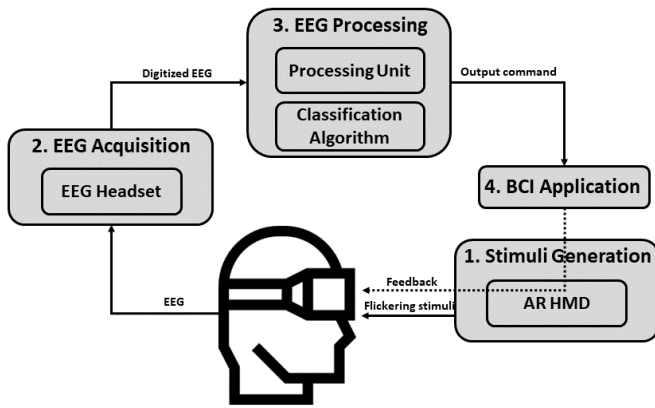 3. EEG Processing
Processing Unit
Classification
Algorithm
Digitized EEG
Output command
2. EEG Acquisition
EEG Headset
4. BCI Application
1. Stimuli Generation
AR HMD
Feedback
Flickering stimuli
EEG